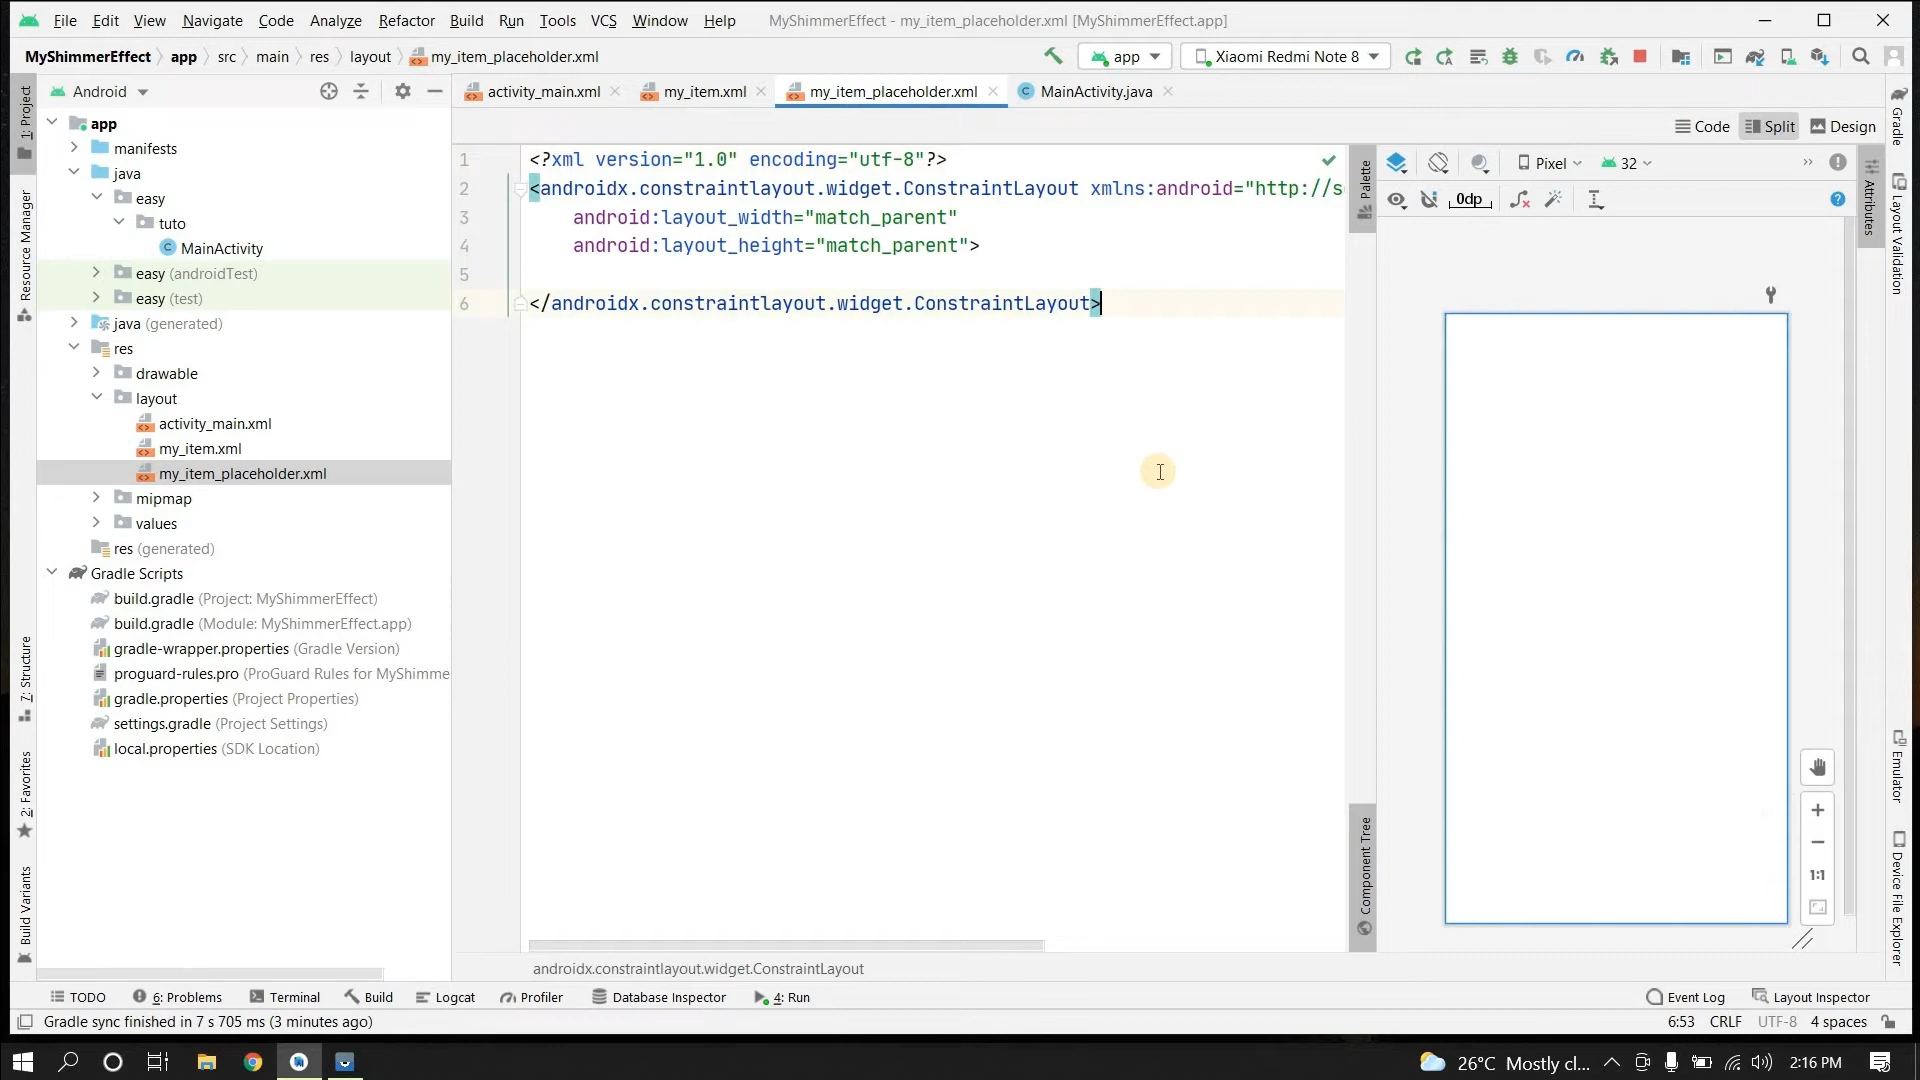 File Edit View Navigate Code Analyze Refactor Build Run Tools VCS Window Help MyShimmerEffect - my_item_placeholder.xml [MyShimmerEffect.app]
MyShimmerEffect app src main res layout my_item_placeholder.xml app Xiaomi Redmi Note 8
Android activity_main.xml my_item.xml my_item_placeholder.xml MainActivity.java
Code Split Design
1: Project
Resource Manager
7: Structure
2: Favorites
Build Variants
app
manifests
java
easy
tuto
MainActivity
easy (androidTest)
easy (test)
java (generated)
res
drawable
layout
activity_main.xml
my_item.xml
my_item_placeholder.xml
mipmap
values
res (generated)
Gradle Scripts
build.gradle (Project: MyShimmerEffect)
build.gradle (Module: MyShimmerEffect.app)
gradle-wrapper.properties (Gradle Version)
proguard-rules.pro (ProGuard Rules for MyShimme
gradle.properties (Project Properties)
settings.gradle (Project Settings)
local.properties (SDK Location)
1 <?xml version="1.0" encoding="utf-8"?>
2 <androidx.constraintlayout.widget.ConstraintLayout xmlns:android="http://s
3 android:layout_width="match_parent"
4 android:layout_height="match_parent">
5
6 </androidx.constraintlayout.widget.ConstraintLayout>
androidx.constraintlayout.widget.ConstraintLayout
Palette
Component Tree
Pixel 32
0dp
1:1
Attributes
Gradle
Layout Validation
Emulator
Device File Explorer
TODO 6: Problems Terminal Build Logcat Profiler Database Inspector 4: Run Event Log Layout Inspector
Gradle sync finished in 7 s 705 ms (3 minutes ago) 6:53 CRLF UTF-8 4 spaces
26°C Mostly cl... 2:16 PM